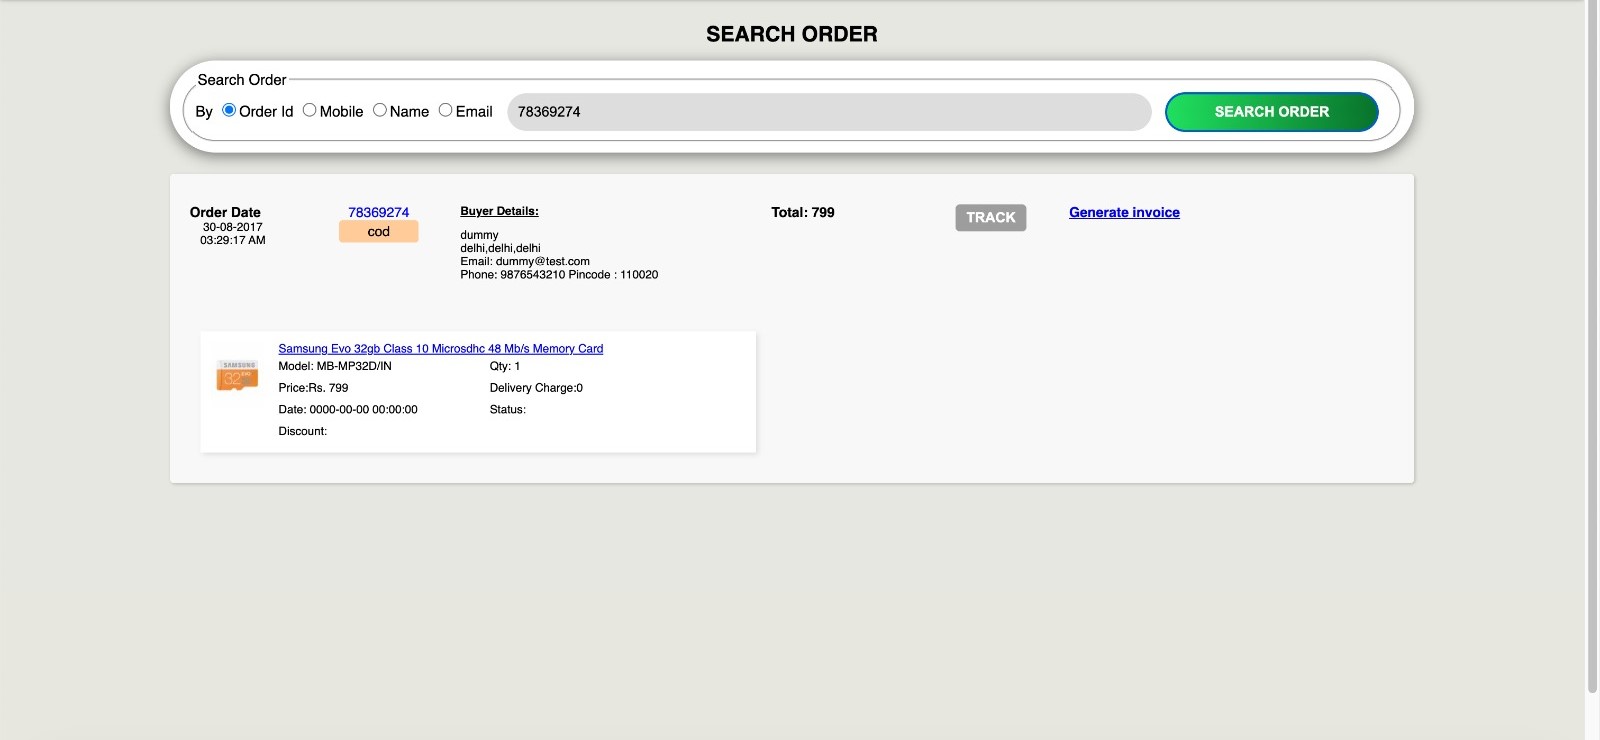 SEARCH ORDER
Search Order
By Order Id Mobile Name Email 78369274 SEARCH ORDER
Order Date 78369274 Buyer Details: Total: 799 TRACK Generate invoice
30-08-2017 cod
03:29:17 AM
dummy
delhi,delhi,delhi
Email: dummy@test.com
Phone: 9876543210 Pincode : 110020
Samsung Evo 32gb Class 10 Microsdhc 48 Mb/s Memory Card
SAMSUNG
32 EVO
Model: MB-MP32D/IN Qty: 1
Price:Rs. 799 Delivery Charge:0
Date: 0000-00-00 00:00:00 Status:
Discount: